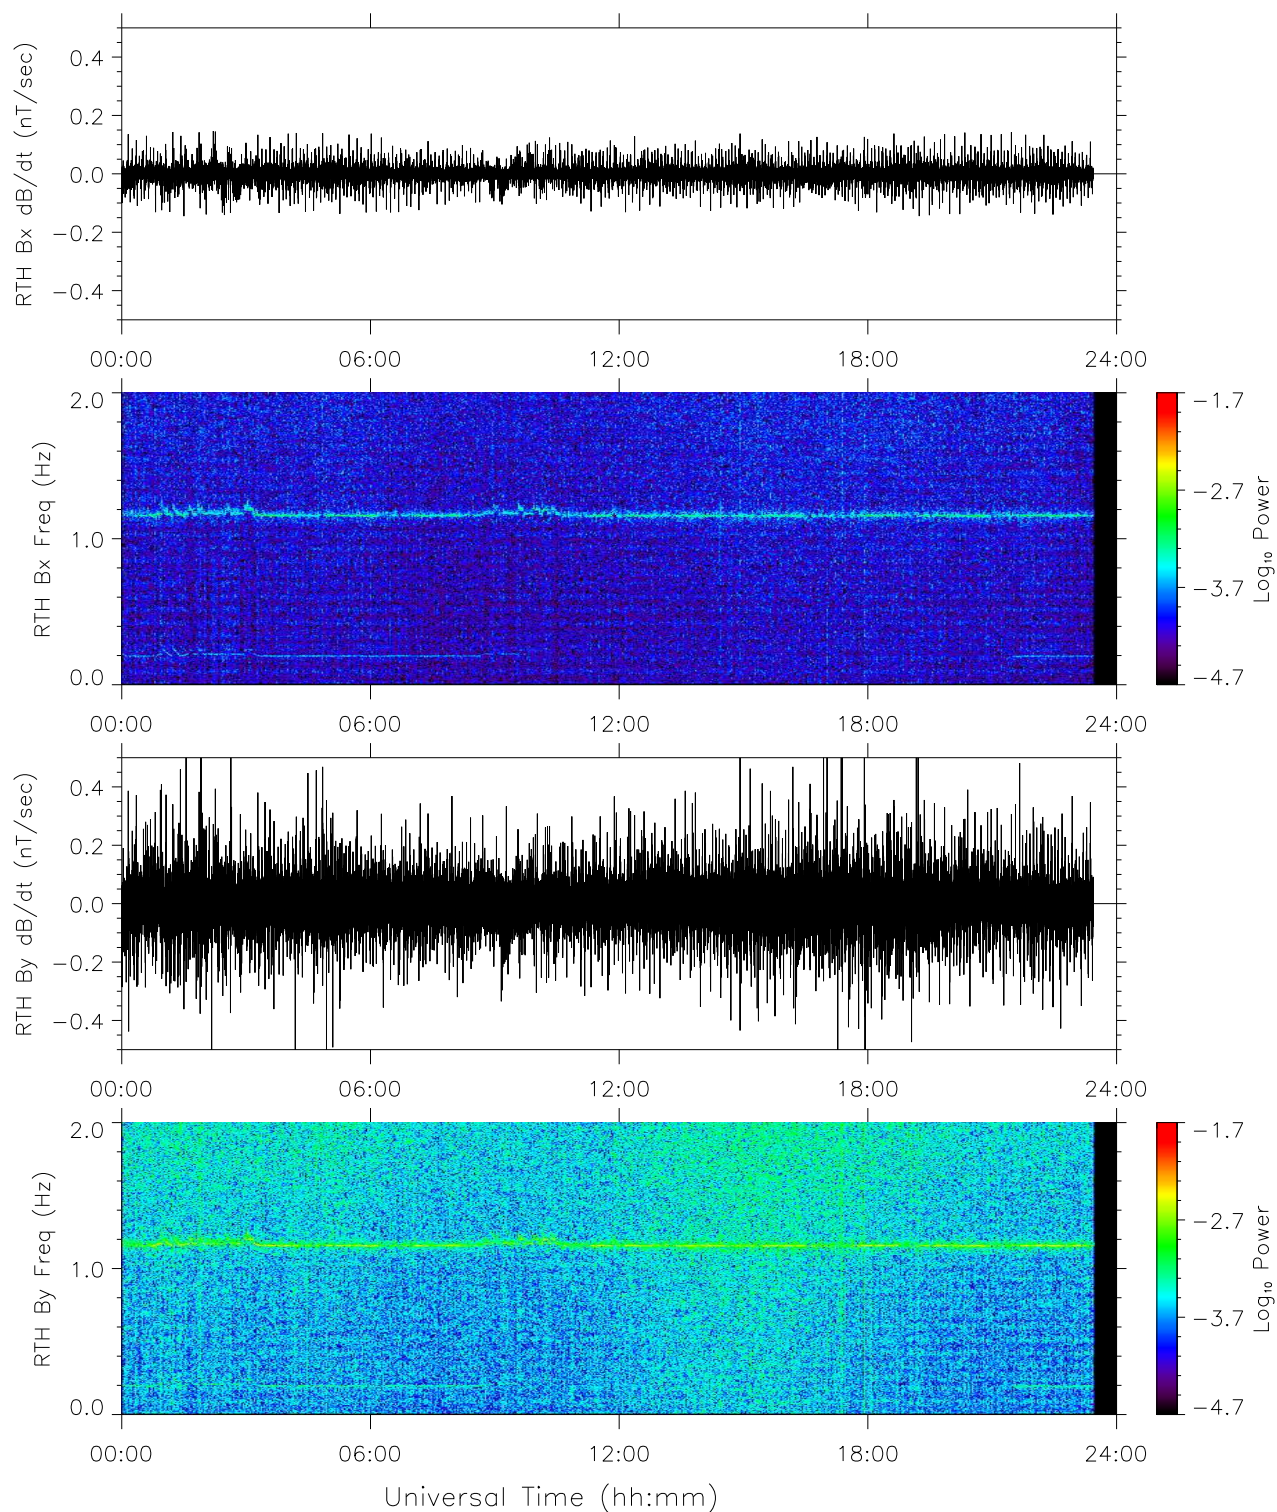 RTH Bx dB/dt (nT/sec)
0.4
0.2
0.0
−0.2
−0.4
00:00 06:00 12:00 18:00 24:00
RTH Bx Freq (Hz)
2.0
1.0
0.0
−1.7
−2.7
−3.7
−4.7
Log₁₀ Power
00:00 06:00 12:00 18:00 24:00
RTH By dB/dt (nT/sec)
0.4
0.2
0.0
−0.2
−0.4
00:00 06:00 12:00 18:00 24:00
RTH By Freq (Hz)
2.0
1.0
0.0
−1.7
−2.7
−3.7
−4.7
Log₁₀ Power
00:00 06:00 12:00 18:00 24:00
Universal Time (hh:mm)